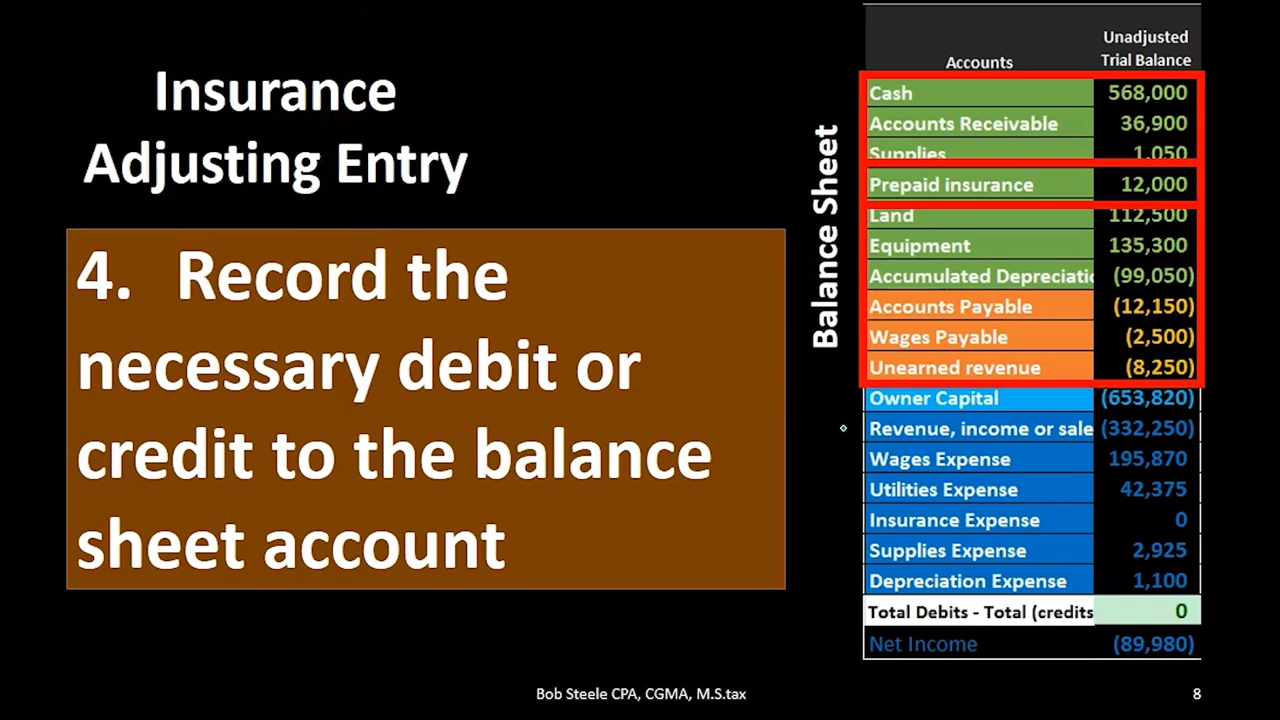 Insurance
Adjusting Entry
4. Record the
necessary debit or
credit to the balance
sheet account
Balance Sheet
Accounts Unadjusted Trial Balance
Cash 568,000
Accounts Receivable 36,900
Supplies 1,050
Prepaid insurance 12,000
Land 112,500
Equipment 135,300
Accumulated Depreciatio (99,050)
Accounts Payable (12,150)
Wages Payable (2,500)
Unearned revenue (8,250)
Owner Capital (653,820)
Revenue, income or sale (332,250)
Wages Expense 195,870
Utilities Expense 42,375
Insurance Expense 0
Supplies Expense 2,925
Depreciation Expense 1,100
Total Debits - Total (credits 0
Net Income (89,980)
Bob Steele CPA, CGMA, M.S.tax
8